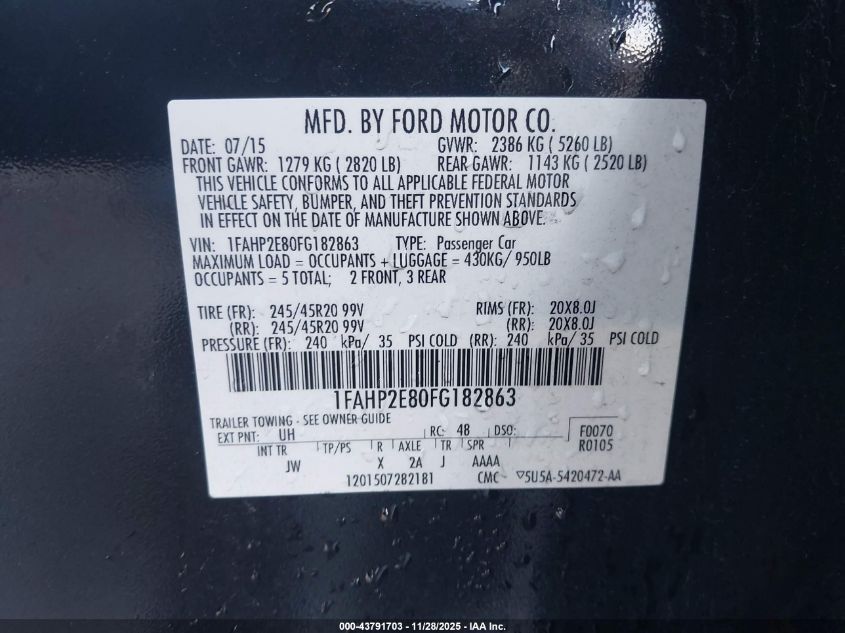 MFD. BY FORD MOTOR CO.
DATE: 07/15 GVWR: 2386 KG ( 5260 LB)
FRONT GAWR: 1279 KG ( 2820 LB) REAR GAWR: 1143 KG ( 2520 LB)
THIS VEHICLE CONFORMS TO ALL APPLICABLE FEDERAL MOTOR
VEHICLE SAFETY, BUMPER, AND THEFT PREVENTION STANDARDS
IN EFFECT ON THE DATE OF MANUFACTURE SHOWN ABOVE.
VIN: 1FAHP2E80FG182863 TYPE: Passenger Car
MAXIMUM LOAD = OCCUPANTS + LUGGAGE = 430KG/ 950LB
OCCUPANTS = 5 TOTAL; 2 FRONT, 3 REAR
TIRE (FR): 245/45R20 99V RIMS (FR): 20X8.0J
(RR): 245/45R20 99V (RR): 20X8.0J
PRESSURE (FR): 240 kPa/ 35 PSI COLD (RR): 240 kPa/ 35 PSI COLD
1FAHP2E80FG182863
TRAILER TOWING - SEE OWNER GUIDE
EXT PNT: UH RC: 48 DSO: F0070
INT TR TP/PS R AXLE TR SPR R0105
JW X 2A J AAAA
1201507282181 CMC ▽5U5A-5420472-AA
000-43791703 - 11/28/2025 - IAA Inc.